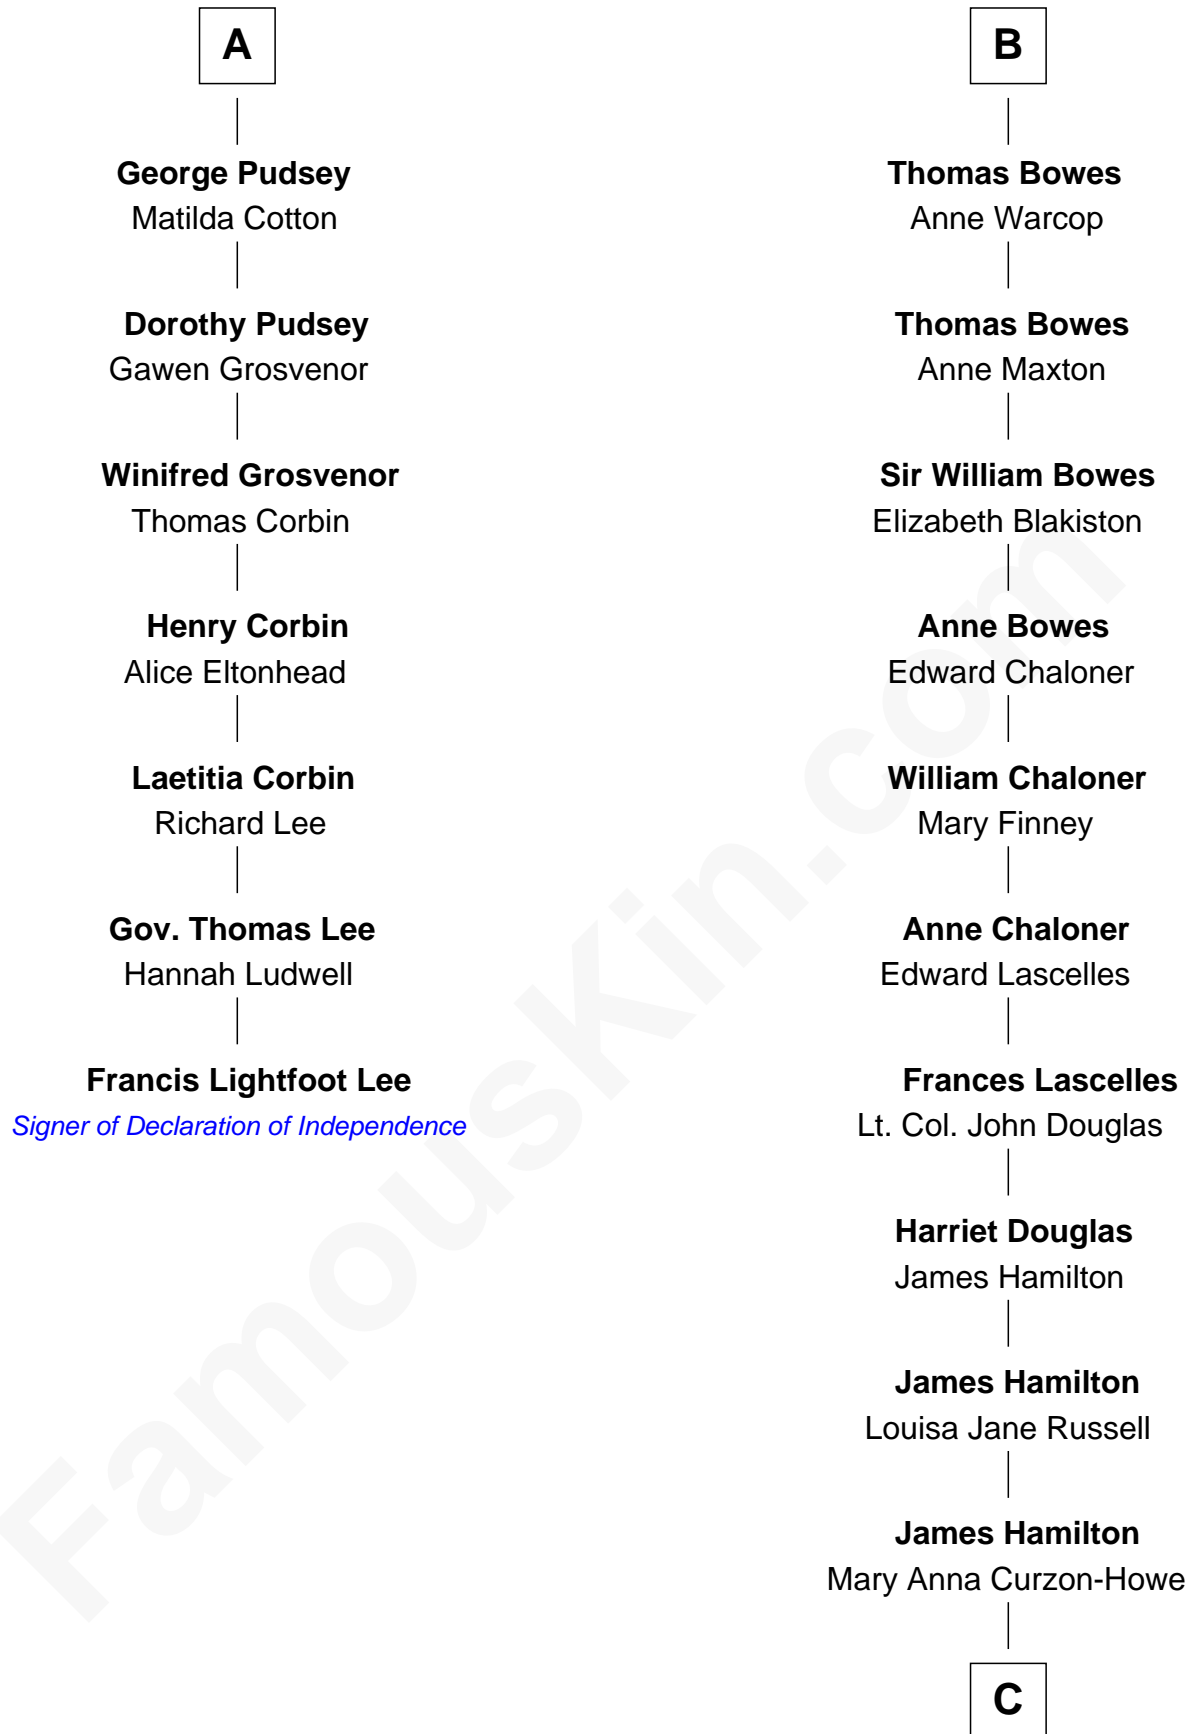 A
George Pudsey
Matilda Cotton
Dorothy Pudsey
Gawen Grosvenor
Winifred Grosvenor
Thomas Corbin
Henry Corbin
Alice Eltonhead
Laetitia Corbin
Richard Lee
Gov. Thomas Lee
Hannah Ludwell
Francis Lightfoot Lee
Signer of Declaration of Independence
B
Thomas Bowes
Anne Warcop
Thomas Bowes
Anne Maxton
Sir William Bowes
Elizabeth Blakiston
Anne Bowes
Edward Chaloner
William Chaloner
Mary Finney
Anne Chaloner
Edward Lascelles
Frances Lascelles
Lt. Col. John Douglas
Harriet Douglas
James Hamilton
James Hamilton
Louisa Jane Russell
James Hamilton
Mary Anna Curzon-Howe
C
FamousKin.com